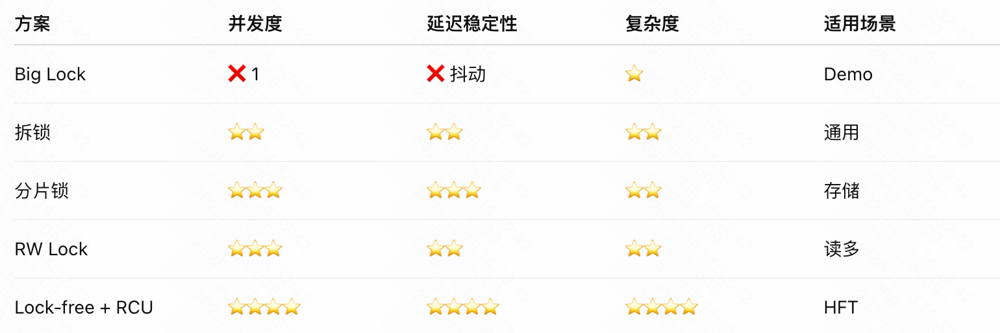 方案 并发度 延迟稳定性 复杂度 适用场景
Big Lock ❌ 1 ❌ 抖动 ⭐ Demo
拆锁 ⭐⭐ ⭐⭐ ⭐⭐ 通用
分片锁 ⭐⭐⭐ ⭐⭐⭐ ⭐⭐ 存储
RW Lock ⭐⭐⭐ ⭐⭐ ⭐⭐ 读多
Lock-free + RCU ⭐⭐⭐⭐ ⭐⭐⭐⭐ ⭐⭐⭐⭐ HFT